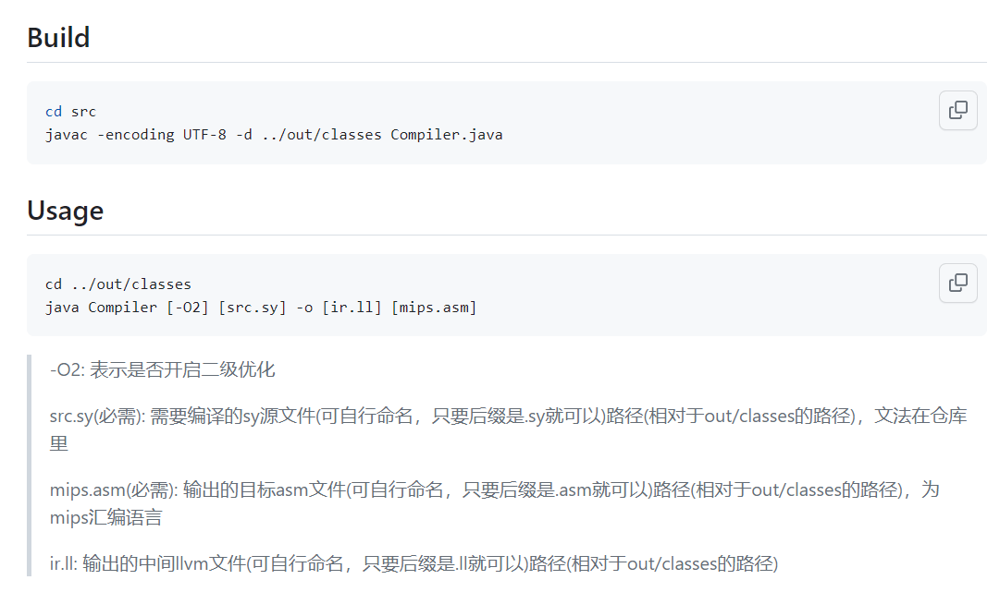 Build
cd src
javac -encoding UTF-8 -d ../out/classes Compiler.java
Usage
cd ../out/classes
java Compiler [-O2] [src.sy] -o [ir.ll] [mips.asm]
-O2: 表示是否开启二级优化
src.sy(必需): 需要编译的sy源文件(可自行命名，只要后缀是.sy就可以)路径(相对于out/classes的路径)，文法在仓库
里
mips.asm(必需): 输出的目标asm文件(可自行命名，只要后缀是.asm就可以)路径(相对于out/classes的路径)，为
mips汇编语言
ir.ll: 输出的中间llvm文件(可自行命名，只要后缀是.ll就可以)路径(相对于out/classes的路径)